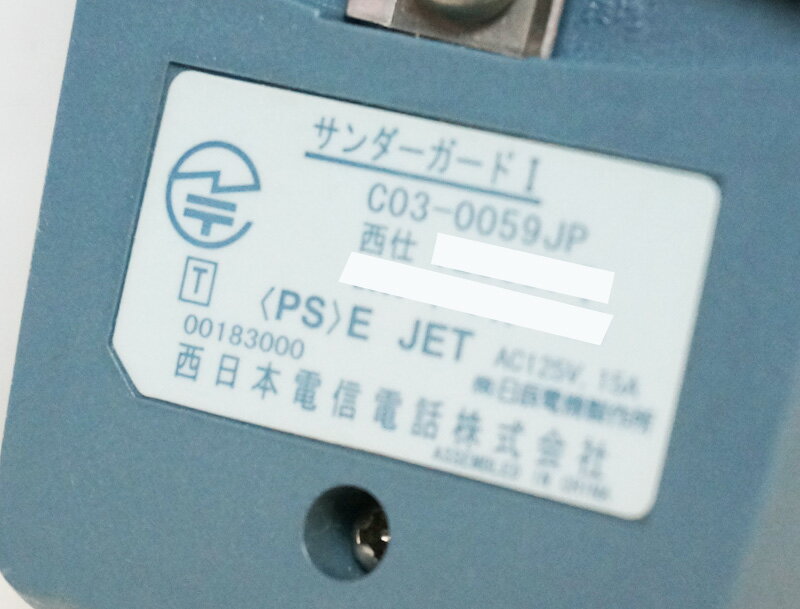 サンダーガードI
C03-0059JP
西仕
T
〈PS〉E JET AC125V, 15A
00183000
西日本電信電話株式会社
ASSEMBLED IN CHINA